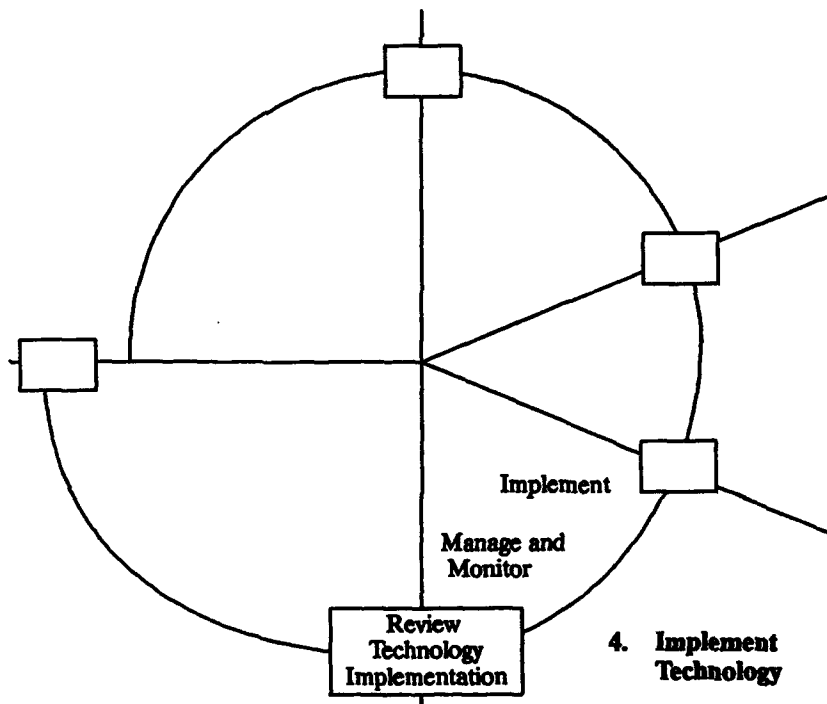 Implement
Manage and
Monitor
Review
Technology
Implementation
4. Implement
Technology